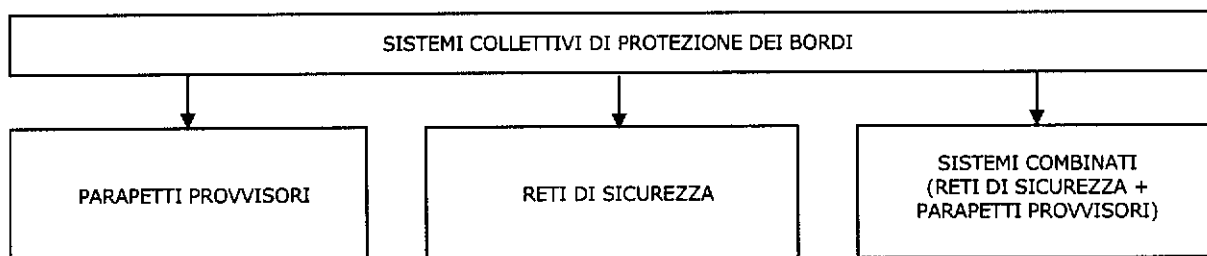 SISTEMI COLLETTIVI DI PROTEZIONE DEI BORDI
PARAPETTI PROVVISORI
RETI DI SICUREZZA
SISTEMI COMBINATI
(RETI DI SICUREZZA +
PARAPETTI PROVVISORI)